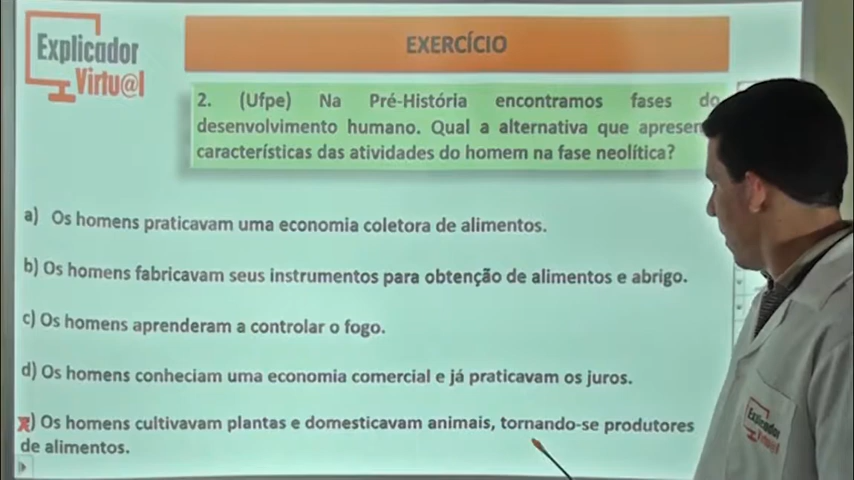 Explicador
Virtu@l
EXERCÍCIO
2. (Ufpe) Na Pré-História encontramos fases do
desenvolvimento humano. Qual a alternativa que apresen
características das atividades do homem na fase neolítica?
a) Os homens praticavam uma economia coletora de alimentos.
b) Os homens fabricavam seus instrumentos para obtenção de alimentos e abrigo.
c) Os homens aprenderam a controlar o fogo.
d) Os homens conheciam uma economia comercial e já praticavam os juros.
) Os homens cultivavam plantas e domesticavam animais, tornando-se produtores
de alimentos.
Explicador
Virtu@l